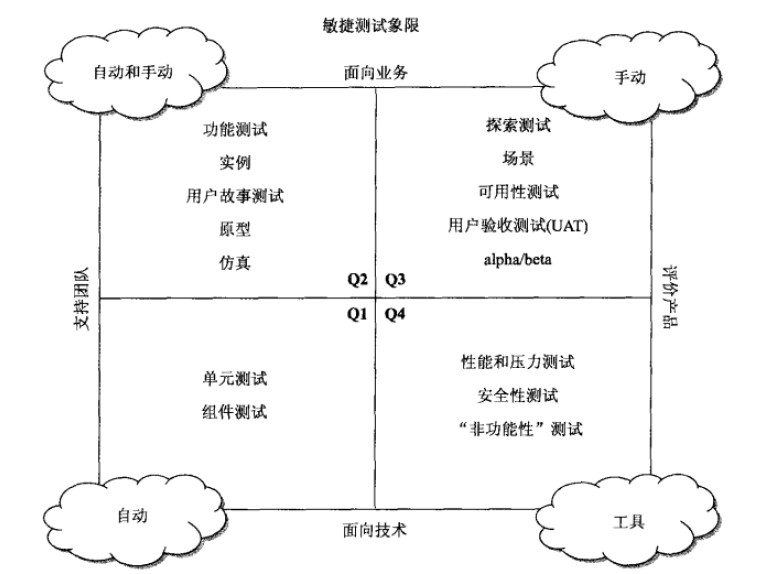 敏捷测试象限
自动和手动
面向业务
手动
功能测试
实例
用户故事测试
原型
仿真
探索测试
场景
可用性测试
用户验收测试(UAT)
alpha/beta
支持团队
评价产品
Q2
Q3
Q1
Q4
单元测试
组件测试
性能和压力测试
安全性测试
“非功能性”测试
自动
面向技术
工具